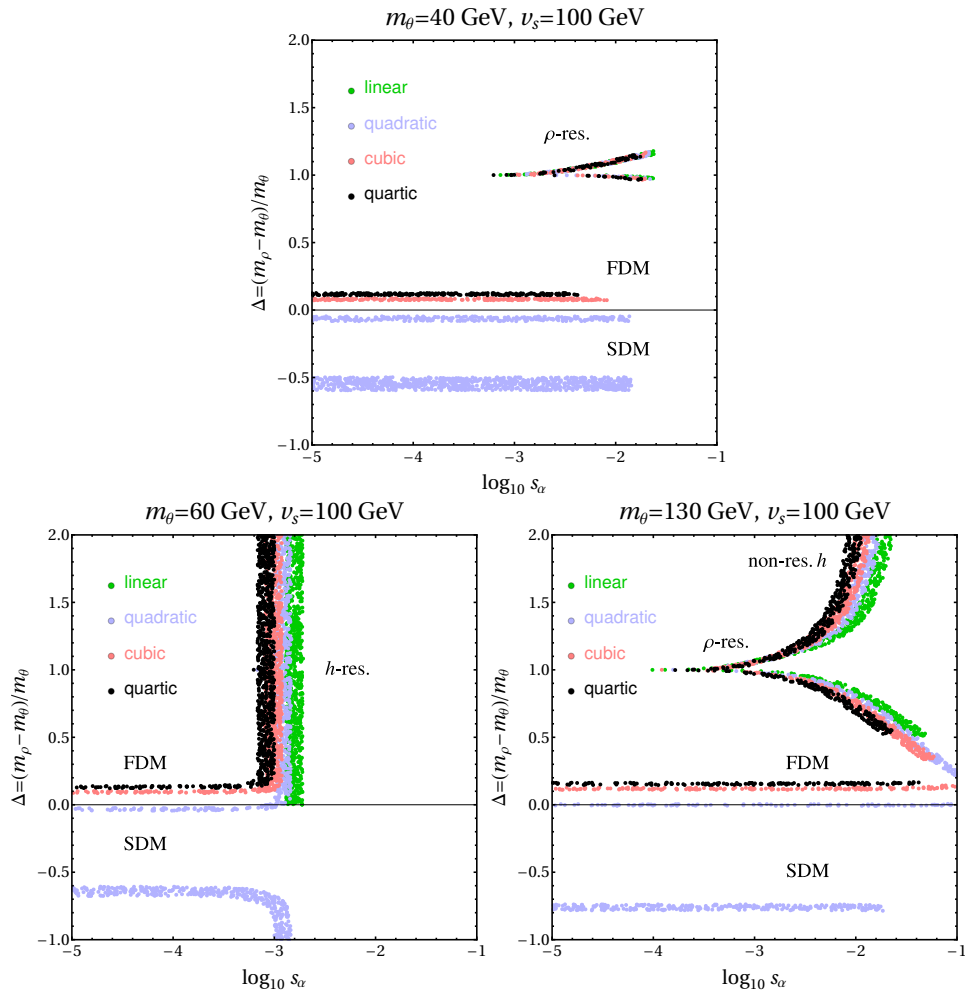 m_θ=40 GeV, v_s=100 GeV
2.0
linear
1.5
quadratic
ρ-res.
cubic
1.0
quartic
0.5
FDM
0.0
SDM
−0.5
−1.0
Δ=(m_ρ−m_θ)/m_θ
−5 −4 −3 −2 −1
log₁₀ s_α
m_θ=60 GeV, v_s=100 GeV
2.0
linear
1.5
quadratic
cubic
h-res.
1.0
quartic
0.5
FDM
0.0
SDM
−0.5
−1.0
Δ=(m_ρ−m_θ)/m_θ
−5 −4 −3 −2 −1
log₁₀ s_α
m_θ=130 GeV, v_s=100 GeV
2.0
non-res. h
linear
1.5
quadratic
ρ-res.
cubic
1.0
quartic
0.5
FDM
0.0
SDM
−0.5
−1.0
Δ=(m_ρ−m_θ)/m_θ
−5 −4 −3 −2 −1
log₁₀ s_α